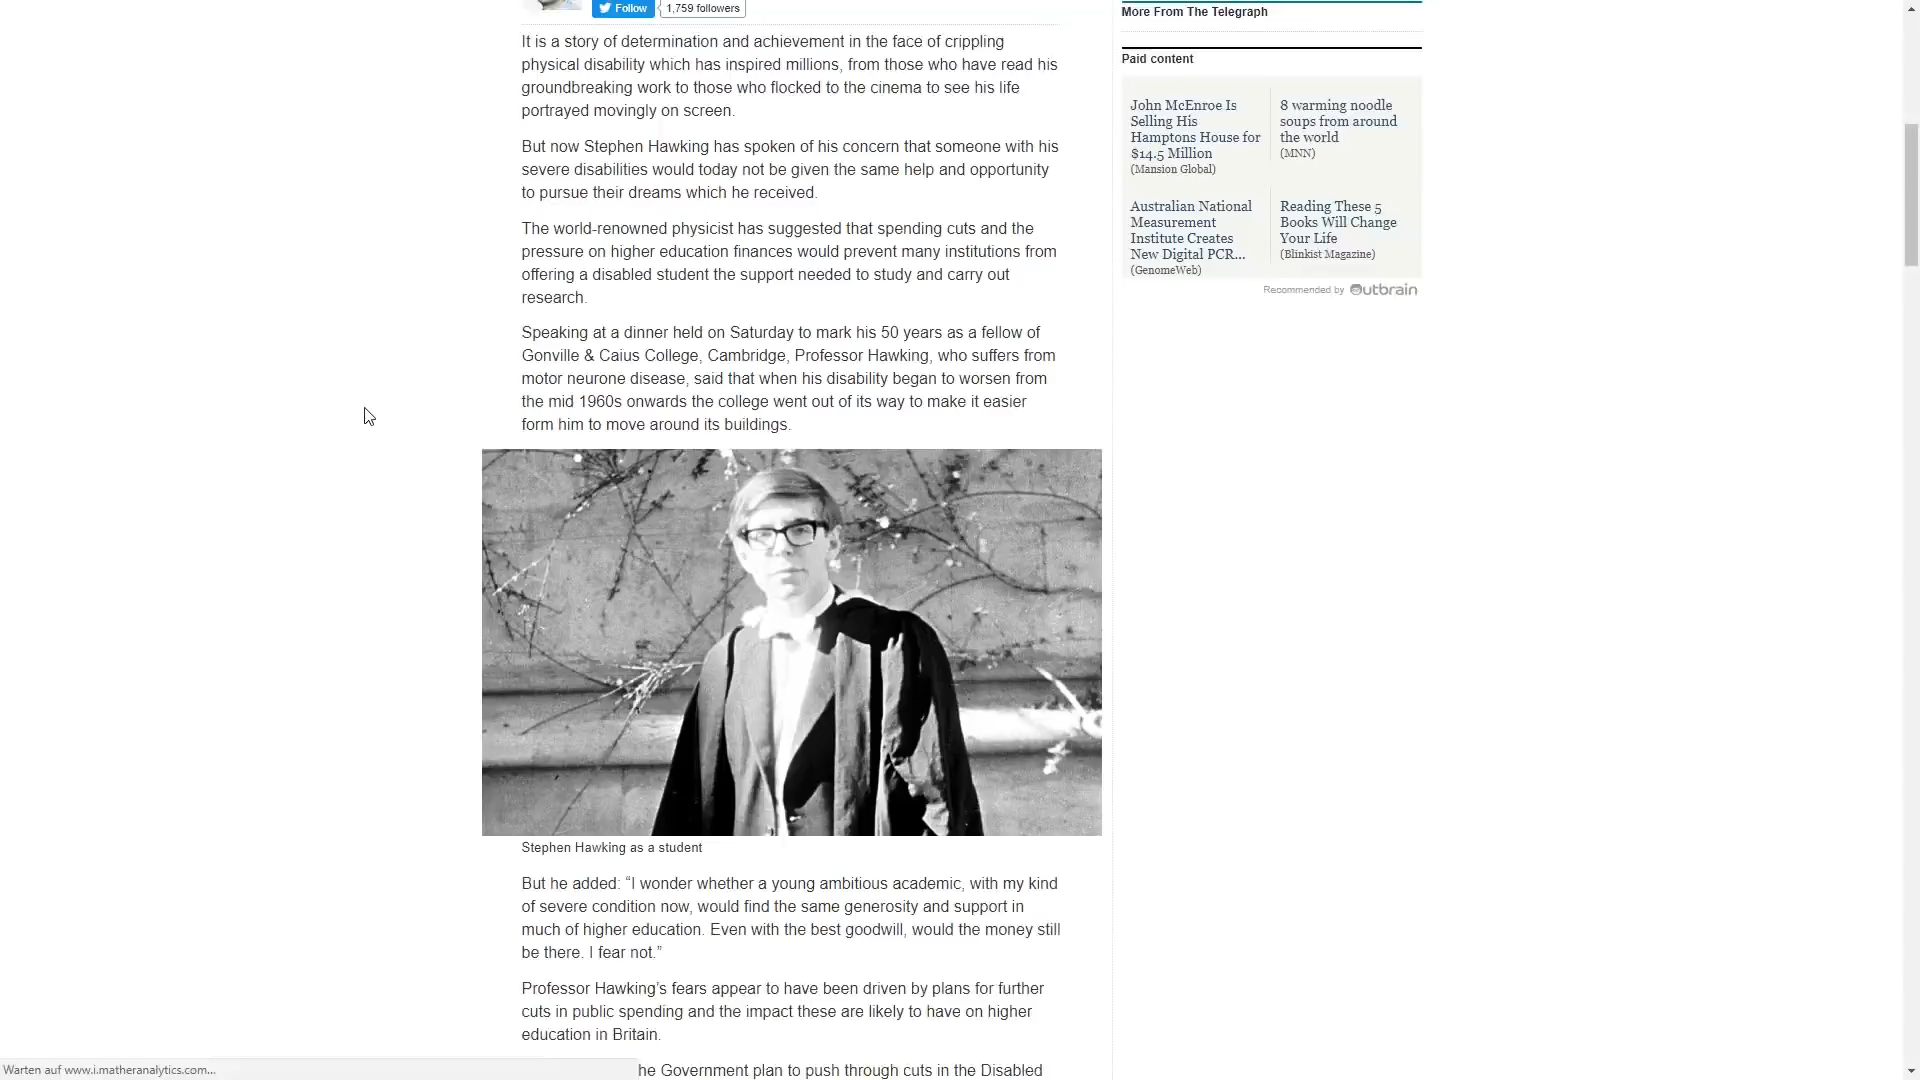 Follow
1,759 followers
It is a story of determination and achievement in the face of crippling
physical disability which has inspired millions, from those who have read his
groundbreaking work to those who flocked to the cinema to see his life
portrayed movingly on screen.
But now Stephen Hawking has spoken of his concern that someone with his
severe disabilities would today not be given the same help and opportunity
to pursue their dreams which he received.
The world-renowned physicist has suggested that spending cuts and the
pressure on higher education finances would prevent many institutions from
offering a disabled student the support needed to study and carry out
research.
Speaking at a dinner held on Saturday to mark his 50 years as a fellow of
Gonville & Caius College, Cambridge, Professor Hawking, who suffers from
motor neurone disease, said that when his disability began to worsen from
the mid 1960s onwards the college went out of its way to make it easier
form him to move around its buildings.
Stephen Hawking as a student
But he added: “I wonder whether a young ambitious academic, with my kind
of severe condition now, would find the same generosity and support in
much of higher education. Even with the best goodwill, would the money still
be there. I fear not.”
Professor Hawking’s fears appear to have been driven by plans for further
cuts in public spending and the impact these are likely to have on higher
education in Britain.
he Government plan to push through cuts in the Disabled
Warten auf www.i.matheranalytics.com...
More From The Telegraph
Paid content
John McEnroe Is
Selling His
Hamptons House for
$14.5 Million
(Mansion Global)
8 warming noodle
soups from around
the world
(MNN)
Australian National
Measurement
Institute Creates
New Digital PCR...
(GenomeWeb)
Reading These 5
Books Will Change
Your Life
(Blinkist Magazine)
Recommended by Outbrain